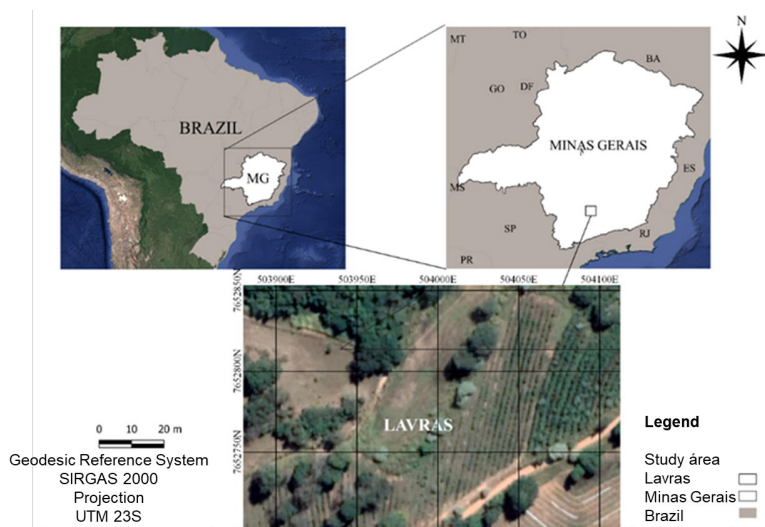 N
MT
TO
BA
GO
DF
BRAZIL
MINAS GERAIS
MG
MS
ES
SP
RJ
PR
503900E
503950E
504000E
504050E
504100E
7652850N
7652800N
7652750N
LAVRAS
0 10 20 m
Geodesic Reference System
SIRGAS 2000
Projection
UTM 23S
Legend
Study área
Lavras
Minas Gerais
Brazil